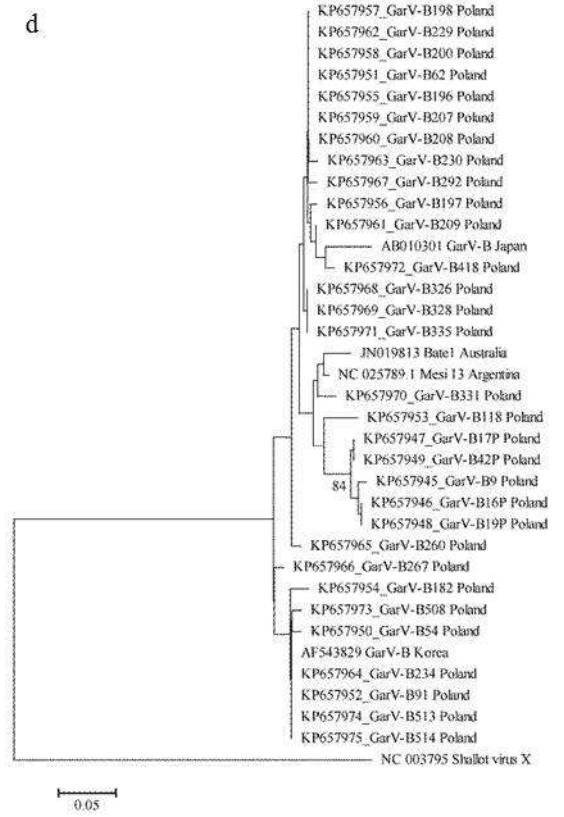 d
KP657957_GarV-B198 Poland
KP657962_GarV-B229 Poland
KP657958_GarV-B200 Poland
KP657951_GarV-B62 Poland
KP657955_GarV-B196 Poland
KP657959_GarV-B207 Poland
KP657960_GarV-B208 Poland
KP657963_GarV-B230 Poland
KP657967_GarV-B292 Poland
KP657956_GarV-B197 Poland
KP657961_GarV-B209 Poland
AB010301 GarV-B Japan
KP657972_GarV-B418 Poland
KP657968_GarV-B326 Poland
KP657969_GarV-B328 Poland
KP657971_GarV-B335 Poland
JN019813 Bate1 Australia
NC 025789.1 Mesi 13 Argentina
KP657970_GarV-B331 Poland
KP657953_GarV-B118 Poland
KP657947_GarV-B17P Poland
KP657949_GarV-B42P Poland
84
KP657945_GarV-B9 Poland
KP657946_GarV-B16P Poland
KP657948_GarV-B19P Poland
KP657965_GarV-B260 Poland
KP657966_GarV-B267 Poland
KP657954_GarV-B182 Poland
KP657973_GarV-B508 Poland
KP657950_GarV-B54 Poland
AF543829 GarV-B Korea
KP657964_GarV-B234 Poland
KP657952_GarV-B91 Poland
KP657974_GarV-B513 Poland
KP657975_GarV-B514 Poland
NC 003795 Shallot virus X
0.05